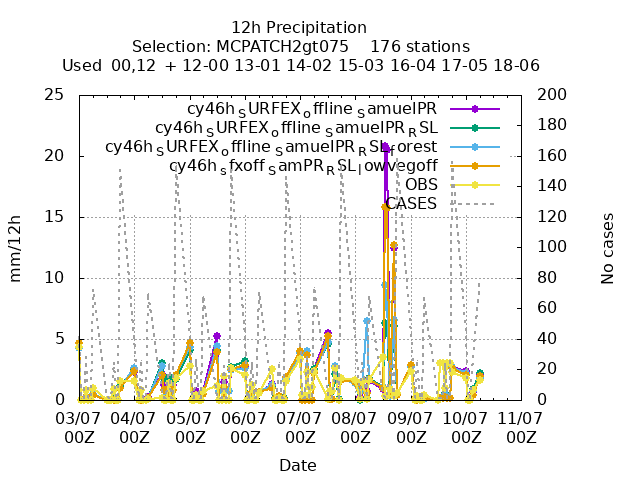 12h Precipitation
Selection: MCPATCH2gt075 176 stations
Used 00,12 + 12-00 13-01 14-02 15-03 16-04 17-05 18-06
25 200
cy46h_SURFEX_offline_SamuelPR
180
cy46h_SURFEX_offline_SamuelPR_RSL
20 cy46h_SURFEX_offline_SamuelPR_RSL_forest 160
cy46h_sfxoff_SamPR_RSL_lowvegoff
OBS 140
CASES
15 120
100
10 80
60
5 40
20
0 0
mm/12h
No cases
03/07 04/07 05/07 06/07 07/07 08/07 09/07 10/07 11/07
00Z 00Z 00Z 00Z 00Z 00Z 00Z 00Z 00Z
Date